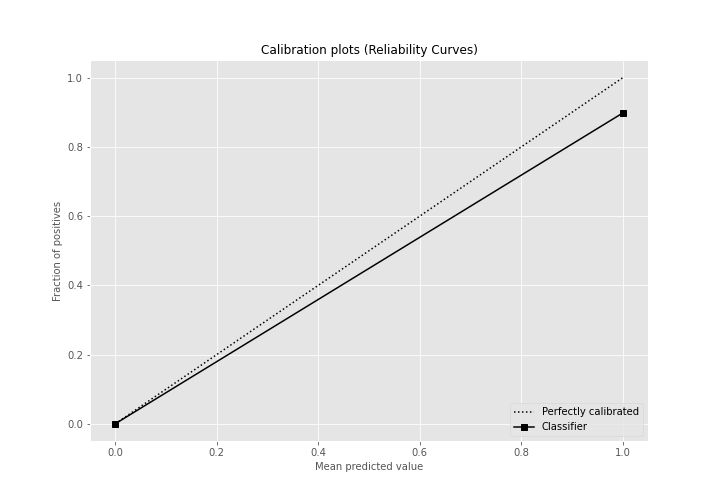 Calibration plots (Reliability Curves)
1.0
0.8
0.6
0.4
0.2
0.0
Fraction of positives
0.0 0.2 0.4 0.6 0.8 1.0
Mean predicted value
Perfectly calibrated
Classifier